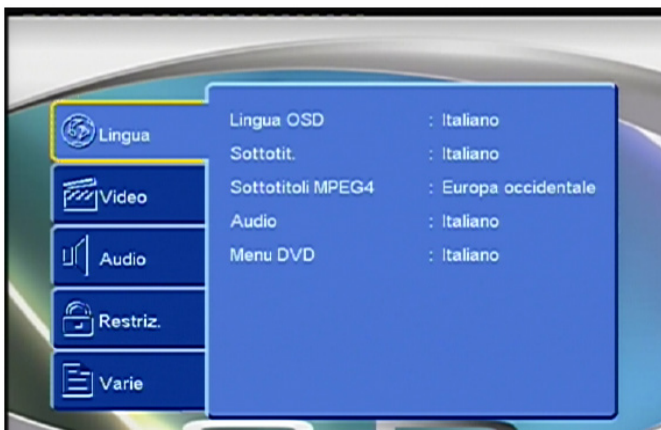 Lingua
Video
Audio
Restriz.
Varie
Lingua OSD : Italiano
Sottotit. : Italiano
Sottotitoli MPEG4 : Europa occidentale
Audio : Italiano
Menu DVD : Italiano